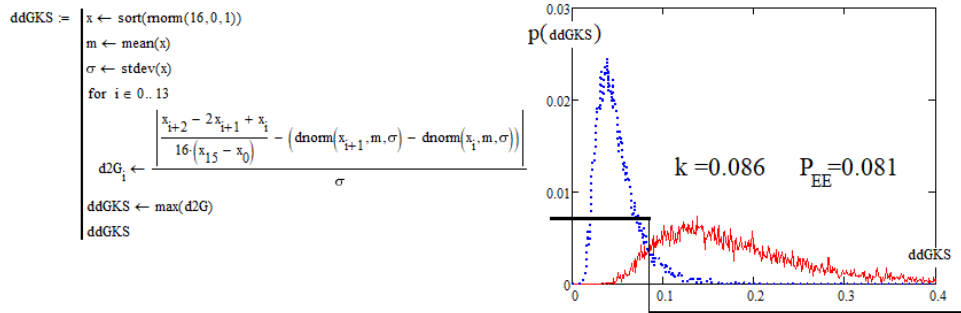 ddGKS := x ← sort(rnorm(16,0,1))
m ← mean(x)
σ ← stdev(x)
for i ∈ 0.. 13
d2G_i ← | (x_{i+2} − 2x_{i+1} + x_i) / (16·(x_15 − x_0)) − (dnorm(x_{i+1},m,σ) − dnorm(x_i,m,σ)) | / σ
ddGKS ← max(d2G)
ddGKS
p(ddGKS)
0.03
0.02
0.01
0
k =0.086 P_EE=0.081
ddGKS
0 0.1 0.2 0.3 0.4